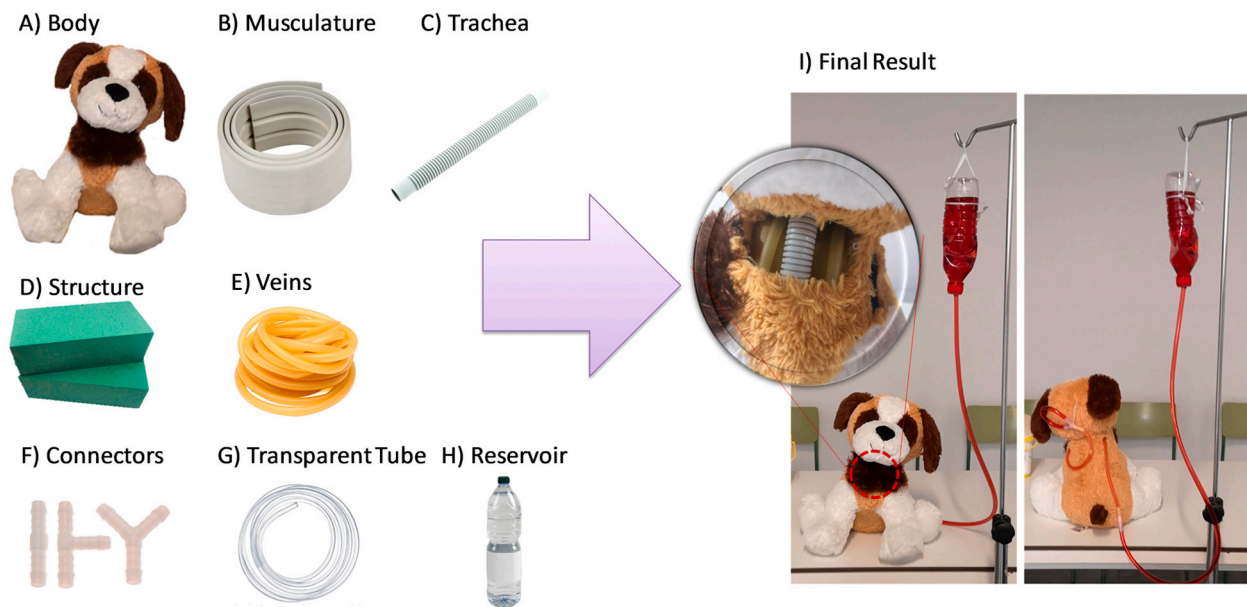 A) Body
B) Musculature
C) Trachea
I) Final Result
D) Structure
E) Veins
F) Connectors
G) Transparent Tube
H) Reservoir